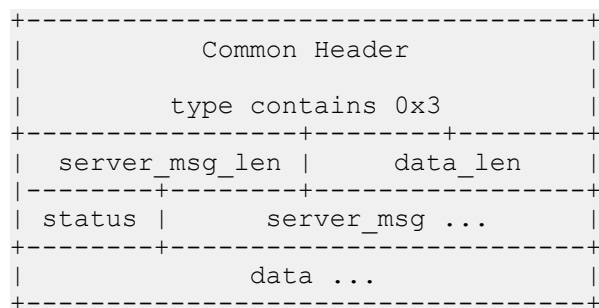 Common Header
type contains 0x3
server_msg_len | data_len
status | server_msg ...
data ...